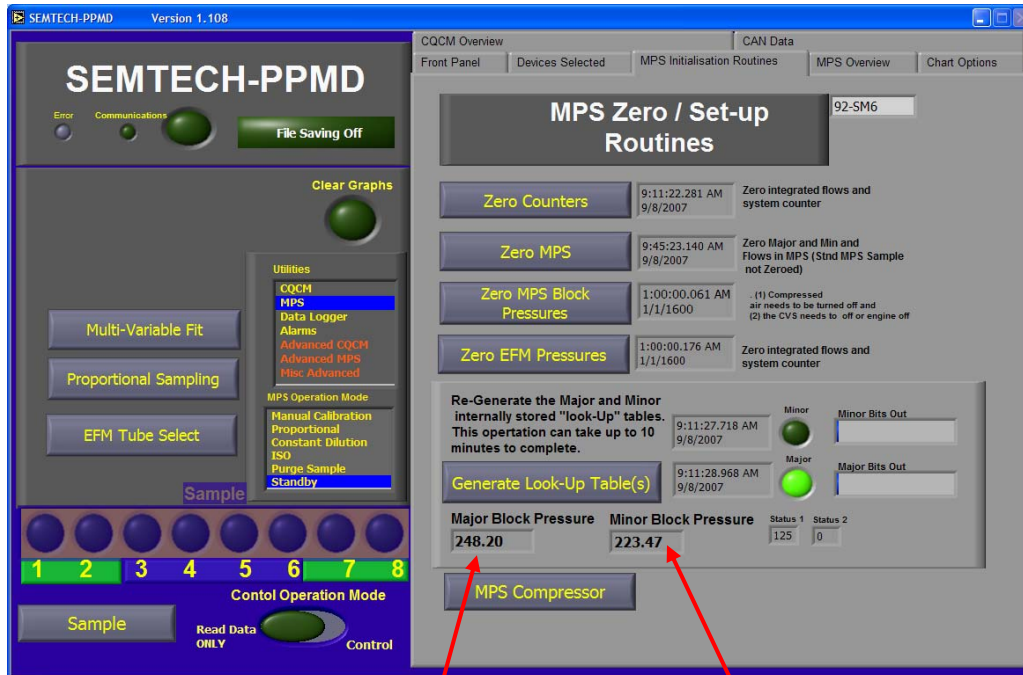 SEMTECH-PPMD Version 1.108
SEMTECH-PPMD
Error
Communications
File Saving Off
Clear Graphs
Multi-Variable Fit
Proportional Sampling
EFM Tube Select
Utilities
CQCM
MPS
Data Logger
Alarms
Advanced CQCM
Advanced MPS
Misc Advanced
MPS Operation Mode
Manual Calibration
Proportional
Constant Dilution
ISO
Purge Sample
Standby
Sample
1 2 3 4 5 6 7 8
Contol Operation Mode
Sample
Read Data
ONLY
Control
CQCM Overview
CAN Data
Front Panel
Devices Selected
MPS Initialisation Routines
MPS Overview
Chart Options
MPS Zero / Set-up
Routines
92-SM6
Zero Counters
9:11:22.281 AM
9/8/2007
Zero integrated flows and
system counter
Zero MPS
9:45:23.140 AM
9/8/2007
Zero Major and Min and
Flows in MPS (Stnd MPS Sample
not Zeroed)
Zero MPS Block
Pressures
1:00:00.061 AM
1/1/1600
. (1) Compressed
air needs to be turned off and
(2) the CVS needs to off or engine off
Zero EFM Pressures
1:00:00.176 AM
1/1/1600
Zero integrated flows and
system counter
Re-Generate the Major and Minor
internally stored "look-Up" tables.
This opertation can take up to 10
minutes to complete.
9:11:27.718 AM
9/8/2007
Minor
Minor Bits Out
Generate Look-Up Table(s)
9:11:28.968 AM
9/8/2007
Major
Major Bits Out
Major Block Pressure
248.20
Minor Block Pressure
223.47
Status 1
125
Status 2
0
MPS Compressor